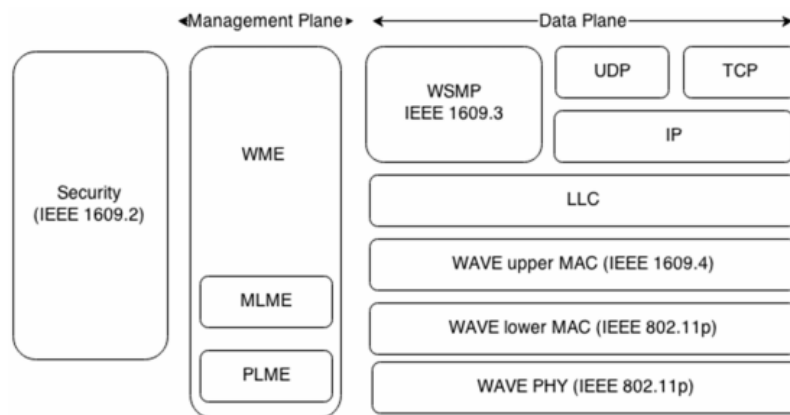 Management Plane
Data Plane
Security
(IEEE 1609.2)
WME
MLME
PLME
WSMP
IEEE 1609.3
UDP
TCP
IP
LLC
WAVE upper MAC (IEEE 1609.4)
WAVE lower MAC (IEEE 802.11p)
WAVE PHY (IEEE 802.11p)